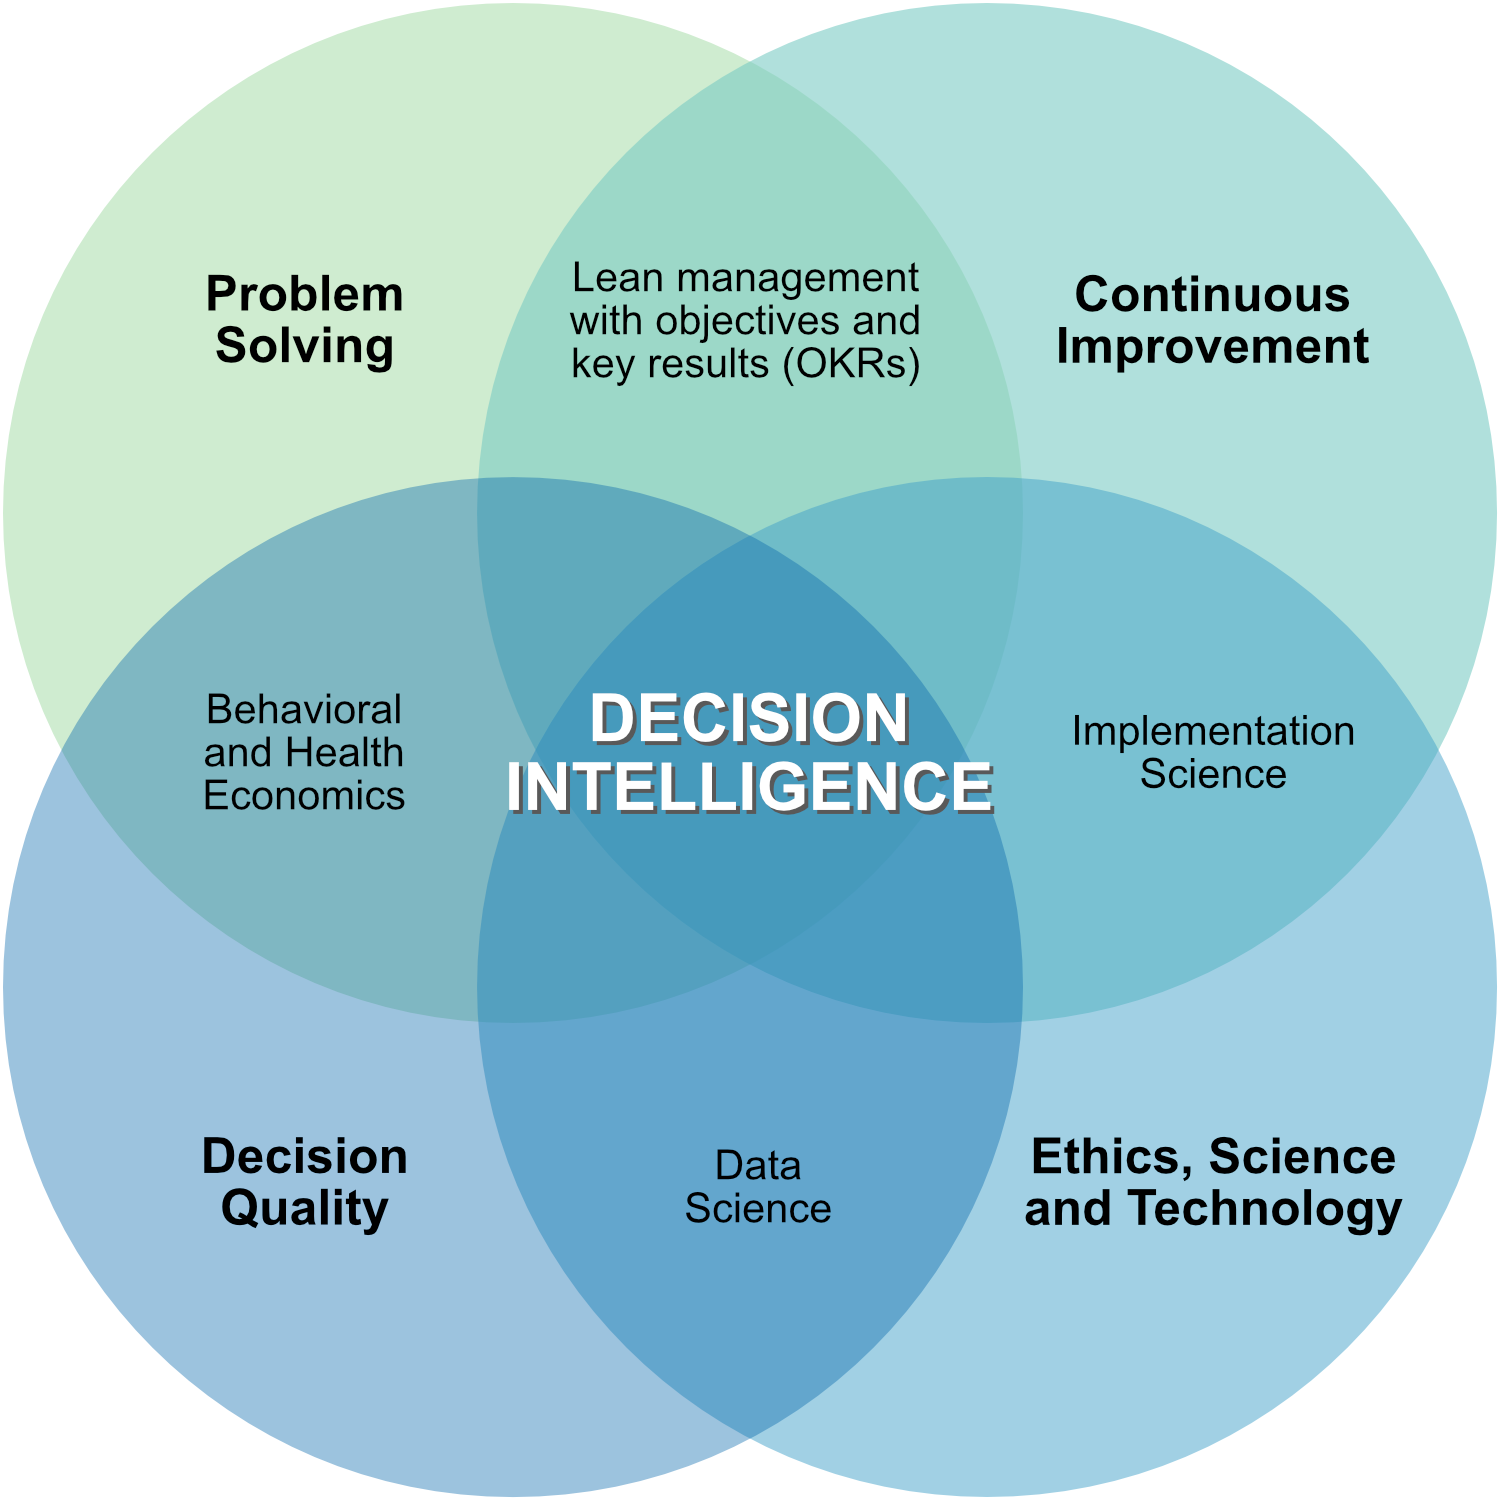 Problem
Solving
Lean management
with objectives and
key results (OKRs)
Continuous
Improvement
Behavioral
and Health
Economics
DECISION
INTELLIGENCE
Implementation
Science
Decision
Quality
Data
Science
Ethics, Science
and Technology